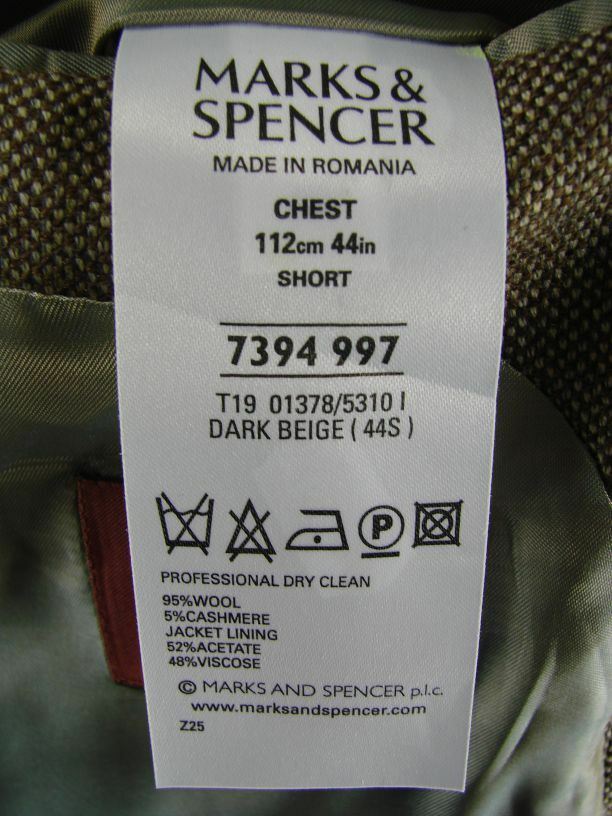 MARKS &
SPENCER
MADE IN ROMANIA
CHEST
112cm 44in
SHORT
7394 997
T19 01378/5310 I
DARK BEIGE ( 44S )
P
PROFESSIONAL DRY CLEAN
95%WOOL
5%CASHMERE
JACKET LINING
52%ACETATE
48%VISCOSE
© MARKS AND SPENCER p.l.c.
www.marksandspencer.com
Z25